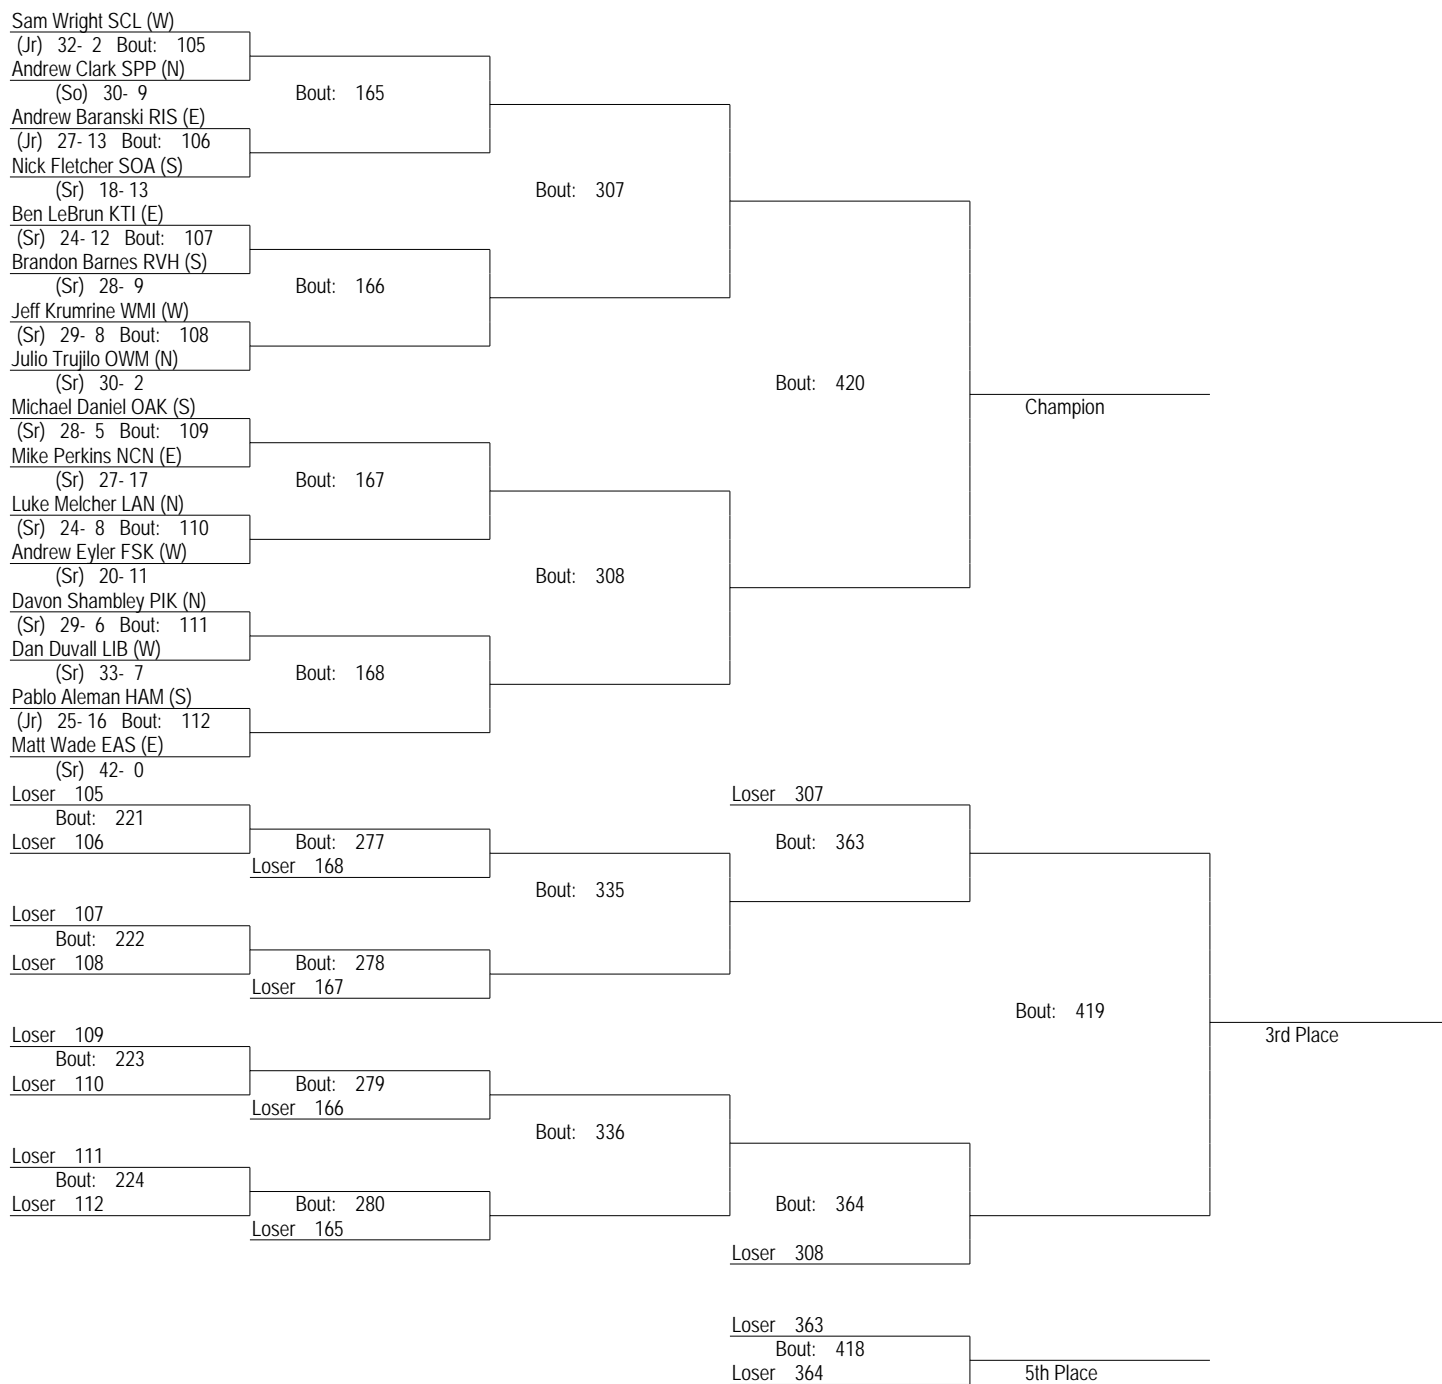 Sam Wright SCL (W)
(Jr) 32- 2 Bout: 105
Andrew Clark SPP (N)
(So) 30- 9 Bout: 165
Andrew Baranski RIS (E)
(Jr) 27- 13 Bout: 106
Nick Fletcher SOA (S)
(Sr) 18- 13 Bout: 307
Ben LeBrun KTI (E)
(Sr) 24- 12 Bout: 107
Brandon Barnes RVH (S)
(Sr) 28- 9 Bout: 166
Jeff Krumrine WMI (W)
(Sr) 29- 8 Bout: 108
Julio Trujilo OWM (N)
(Sr) 30- 2 Bout: 420
Michael Daniel OAK (S) Champion
(Sr) 28- 5 Bout: 109
Mike Perkins NCN (E)
(Sr) 27- 17 Bout: 167
Luke Melcher LAN (N)
(Sr) 24- 8 Bout: 110
Andrew Eyler FSK (W)
(Sr) 20- 11 Bout: 308
Davon Shambley PIK (N)
(Sr) 29- 6 Bout: 111
Dan Duvall LIB (W)
(Sr) 33- 7 Bout: 168
Pablo Aleman HAM (S)
(Jr) 25- 16 Bout: 112
Matt Wade EAS (E)
(Sr) 42- 0
Loser 105 Loser 307
Bout: 221
Loser 106 Bout: 277 Bout: 363
Loser 168
Bout: 335
Loser 107
Bout: 222
Loser 108 Bout: 278
Loser 167
Bout: 419
Loser 109 3rd Place
Bout: 223
Loser 110 Bout: 279
Loser 166
Bout: 336
Loser 111
Bout: 224
Loser 112 Bout: 280 Bout: 364
Loser 165
Loser 308
Loser 363
Bout: 418
Loser 364 5th Place